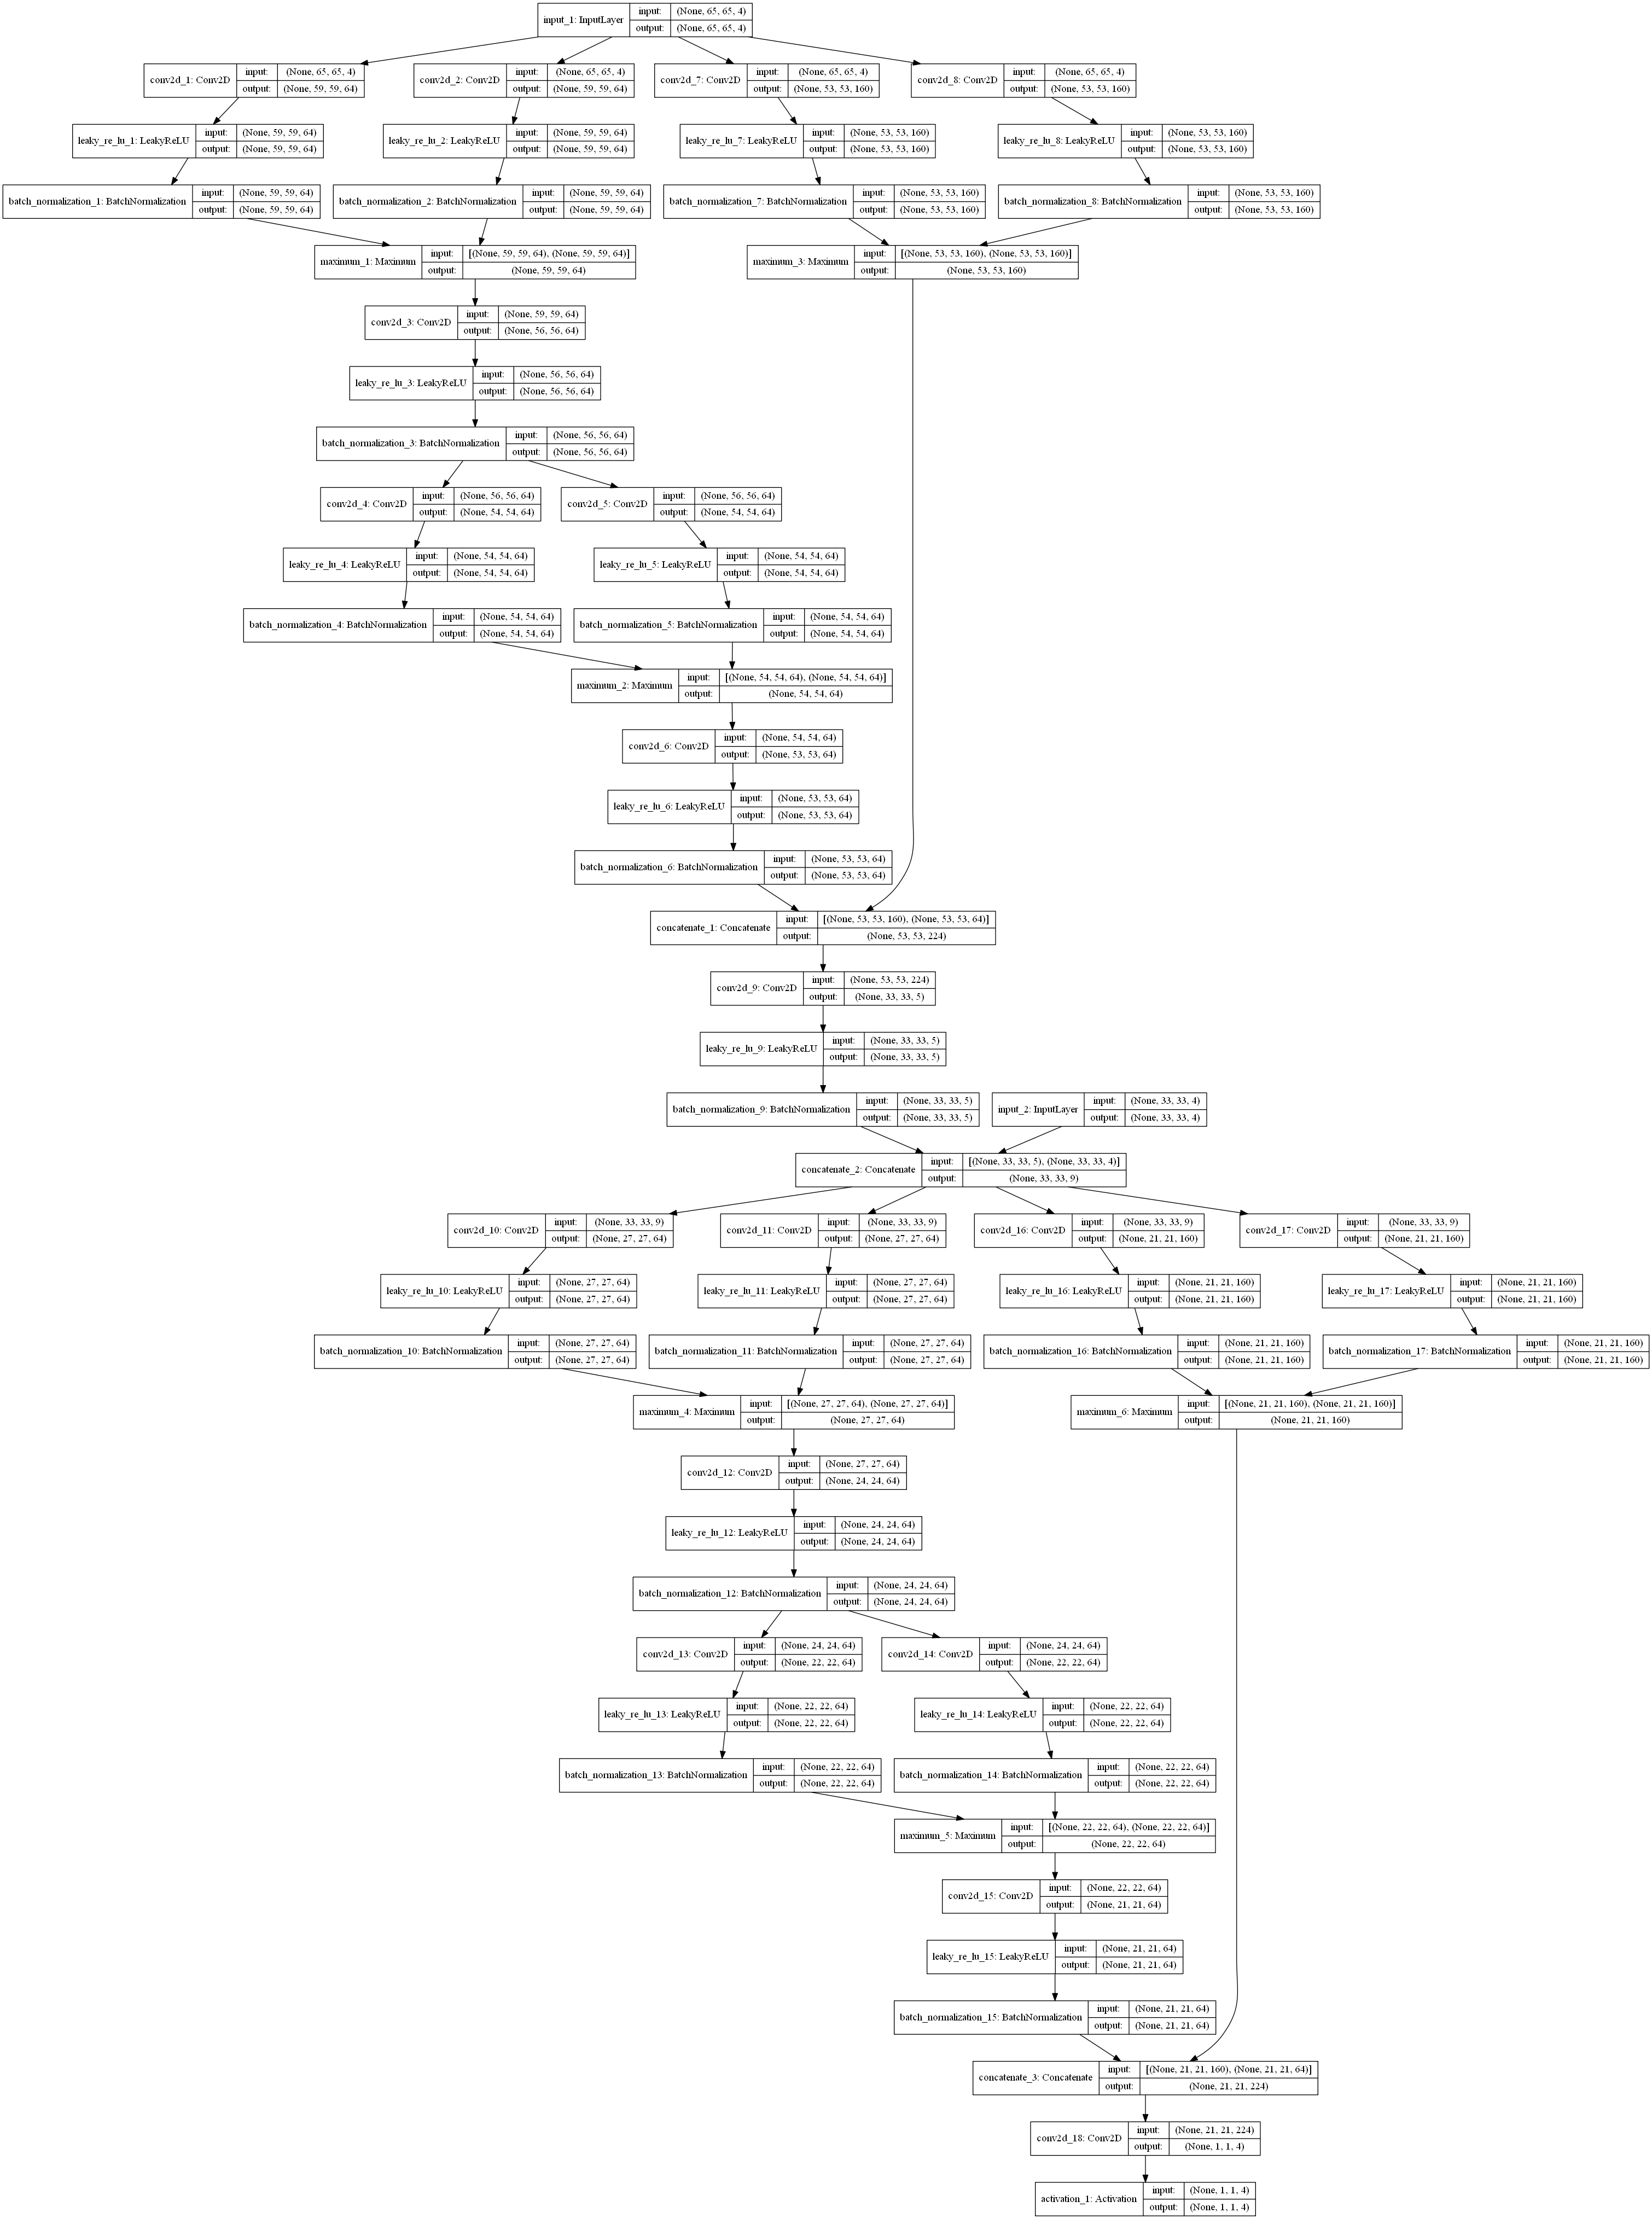 input_1: InputLayer input: (None, 65, 65, 4)
output: (None, 65, 65, 4)
conv2d_1: Conv2D input: (None, 65, 65, 4)
output: (None, 59, 59, 64)
conv2d_2: Conv2D input: (None, 65, 65, 4)
output: (None, 59, 59, 64)
conv2d_7: Conv2D input: (None, 65, 65, 4)
output: (None, 53, 53, 160)
conv2d_8: Conv2D input: (None, 65, 65, 4)
output: (None, 53, 53, 160)
leaky_re_lu_1: LeakyReLU input: (None, 59, 59, 64)
output: (None, 59, 59, 64)
leaky_re_lu_2: LeakyReLU input: (None, 59, 59, 64)
output: (None, 59, 59, 64)
leaky_re_lu_7: LeakyReLU input: (None, 53, 53, 160)
output: (None, 53, 53, 160)
leaky_re_lu_8: LeakyReLU input: (None, 53, 53, 160)
output: (None, 53, 53, 160)
batch_normalization_1: BatchNormalization input: (None, 59, 59, 64)
output: (None, 59, 59, 64)
batch_normalization_2: BatchNormalization input: (None, 59, 59, 64)
output: (None, 59, 59, 64)
batch_normalization_7: BatchNormalization input: (None, 53, 53, 160)
output: (None, 53, 53, 160)
batch_normalization_8: BatchNormalization input: (None, 53, 53, 160)
output: (None, 53, 53, 160)
maximum_1: Maximum input: [(None, 59, 59, 64), (None, 59, 59, 64)]
output: (None, 59, 59, 64)
maximum_3: Maximum input: [(None, 53, 53, 160), (None, 53, 53, 160)]
output: (None, 53, 53, 160)
conv2d_3: Conv2D input: (None, 59, 59, 64)
output: (None, 56, 56, 64)
leaky_re_lu_3: LeakyReLU input: (None, 56, 56, 64)
output: (None, 56, 56, 64)
batch_normalization_3: BatchNormalization input: (None, 56, 56, 64)
output: (None, 56, 56, 64)
conv2d_4: Conv2D input: (None, 56, 56, 64)
output: (None, 54, 54, 64)
conv2d_5: Conv2D input: (None, 56, 56, 64)
output: (None, 54, 54, 64)
leaky_re_lu_4: LeakyReLU input: (None, 54, 54, 64)
output: (None, 54, 54, 64)
leaky_re_lu_5: LeakyReLU input: (None, 54, 54, 64)
output: (None, 54, 54, 64)
batch_normalization_4: BatchNormalization input: (None, 54, 54, 64)
output: (None, 54, 54, 64)
batch_normalization_5: BatchNormalization input: (None, 54, 54, 64)
output: (None, 54, 54, 64)
maximum_2: Maximum input: [(None, 54, 54, 64), (None, 54, 54, 64)]
output: (None, 54, 54, 64)
conv2d_6: Conv2D input: (None, 54, 54, 64)
output: (None, 53, 53, 64)
leaky_re_lu_6: LeakyReLU input: (None, 53, 53, 64)
output: (None, 53, 53, 64)
batch_normalization_6: BatchNormalization input: (None, 53, 53, 64)
output: (None, 53, 53, 64)
concatenate_1: Concatenate input: [(None, 53, 53, 160), (None, 53, 53, 64)]
output: (None, 53, 53, 224)
conv2d_9: Conv2D input: (None, 53, 53, 224)
output: (None, 33, 33, 5)
leaky_re_lu_9: LeakyReLU input: (None, 33, 33, 5)
output: (None, 33, 33, 5)
batch_normalization_9: BatchNormalization input: (None, 33, 33, 5)
output: (None, 33, 33, 5)
input_2: InputLayer input: (None, 33, 33, 4)
output: (None, 33, 33, 4)
concatenate_2: Concatenate input: [(None, 33, 33, 5), (None, 33, 33, 4)]
output: (None, 33, 33, 9)
conv2d_10: Conv2D input: (None, 33, 33, 9)
output: (None, 27, 27, 64)
conv2d_11: Conv2D input: (None, 33, 33, 9)
output: (None, 27, 27, 64)
conv2d_16: Conv2D input: (None, 33, 33, 9)
output: (None, 21, 21, 160)
conv2d_17: Conv2D input: (None, 33, 33, 9)
output: (None, 21, 21, 160)
leaky_re_lu_10: LeakyReLU input: (None, 27, 27, 64)
output: (None, 27, 27, 64)
leaky_re_lu_11: LeakyReLU input: (None, 27, 27, 64)
output: (None, 27, 27, 64)
leaky_re_lu_16: LeakyReLU input: (None, 21, 21, 160)
output: (None, 21, 21, 160)
leaky_re_lu_17: LeakyReLU input: (None, 21, 21, 160)
output: (None, 21, 21, 160)
batch_normalization_10: BatchNormalization input: (None, 27, 27, 64)
output: (None, 27, 27, 64)
batch_normalization_11: BatchNormalization input: (None, 27, 27, 64)
output: (None, 27, 27, 64)
batch_normalization_16: BatchNormalization input: (None, 21, 21, 160)
output: (None, 21, 21, 160)
batch_normalization_17: BatchNormalization input: (None, 21, 21, 160)
output: (None, 21, 21, 160)
maximum_4: Maximum input: [(None, 27, 27, 64), (None, 27, 27, 64)]
output: (None, 27, 27, 64)
maximum_6: Maximum input: [(None, 21, 21, 160), (None, 21, 21, 160)]
output: (None, 21, 21, 160)
conv2d_12: Conv2D input: (None, 27, 27, 64)
output: (None, 24, 24, 64)
leaky_re_lu_12: LeakyReLU input: (None, 24, 24, 64)
output: (None, 24, 24, 64)
batch_normalization_12: BatchNormalization input: (None, 24, 24, 64)
output: (None, 24, 24, 64)
conv2d_13: Conv2D input: (None, 24, 24, 64)
output: (None, 22, 22, 64)
conv2d_14: Conv2D input: (None, 24, 24, 64)
output: (None, 22, 22, 64)
leaky_re_lu_13: LeakyReLU input: (None, 22, 22, 64)
output: (None, 22, 22, 64)
leaky_re_lu_14: LeakyReLU input: (None, 22, 22, 64)
output: (None, 22, 22, 64)
batch_normalization_13: BatchNormalization input: (None, 22, 22, 64)
output: (None, 22, 22, 64)
batch_normalization_14: BatchNormalization input: (None, 22, 22, 64)
output: (None, 22, 22, 64)
maximum_5: Maximum input: [(None, 22, 22, 64), (None, 22, 22, 64)]
output: (None, 22, 22, 64)
conv2d_15: Conv2D input: (None, 22, 22, 64)
output: (None, 21, 21, 64)
leaky_re_lu_15: LeakyReLU input: (None, 21, 21, 64)
output: (None, 21, 21, 64)
batch_normalization_15: BatchNormalization input: (None, 21, 21, 64)
output: (None, 21, 21, 64)
concatenate_3: Concatenate input: [(None, 21, 21, 160), (None, 21, 21, 64)]
output: (None, 21, 21, 224)
conv2d_18: Conv2D input: (None, 21, 21, 224)
output: (None, 1, 1, 4)
activation_1: Activation input: (None, 1, 1, 4)
output: (None, 1, 1, 4)